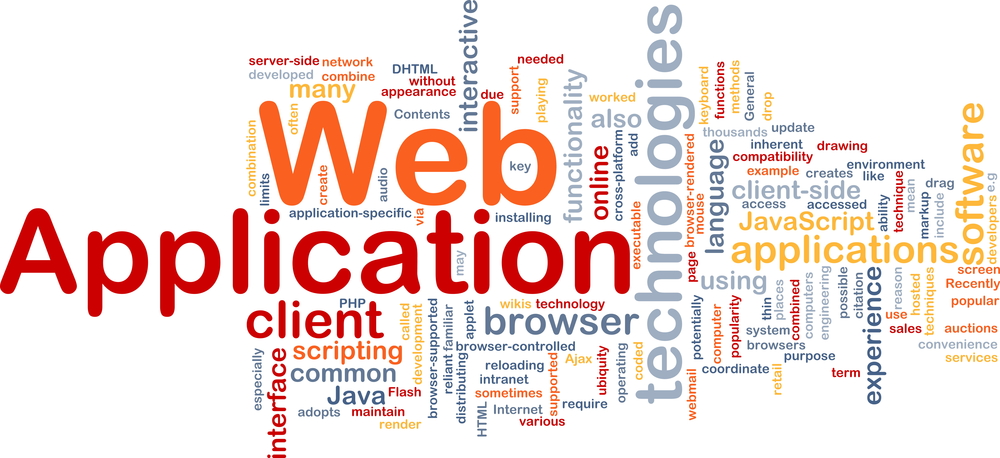 server-side
network
developed
combine
many
DHTML
without
appearance
Contents
interactive
due
support
needed
playing
functionality
worked
also
cross-platform
add
online
technologies
keyboard
functions
methods
General
drop
thousands
update
inherent
drawing
compatibility
language
example
creates
environment
like
client-side
access
accessed
ability
technique
mean
markup
drag
include
software
developers
e.g
combination
often
limits
Web
key
create
audio
application-specific
via
installing
executable
page
browser-rendered
mouse
JavaScript
applications
Application
may
using
places
thin
combined
computers
engineering
possible
citation
experience
reason
hosted
techniques
use
sales
screen
Recently
popular
auctions
convenience
services
PHP
client
called
development
browser-supported
familiar
reliant
applet
distributing
wikis
technology
browser
browser-controlled
scripting
common
interface
especially
Java
Flash
adopts
maintain
render
reloading
intranet
sometimes
HTML
Internet
various
supported
Ajax
require
ubiquity
operating
coded
potentially
computer
popularity
system
browsers
purpose
coordinate
webmail
retail
term